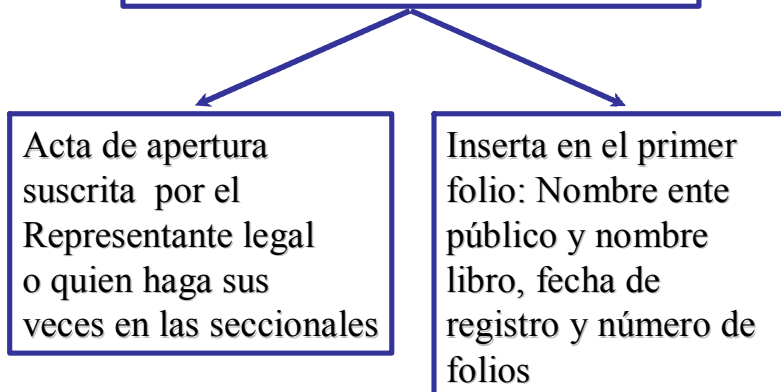 Acta de apertura
suscrita por el
Representante legal
o quien haga sus
veces en las seccionales
Inserta en el primer
folio: Nombre ente
público y nombre
libro, fecha de
registro y número de
folios